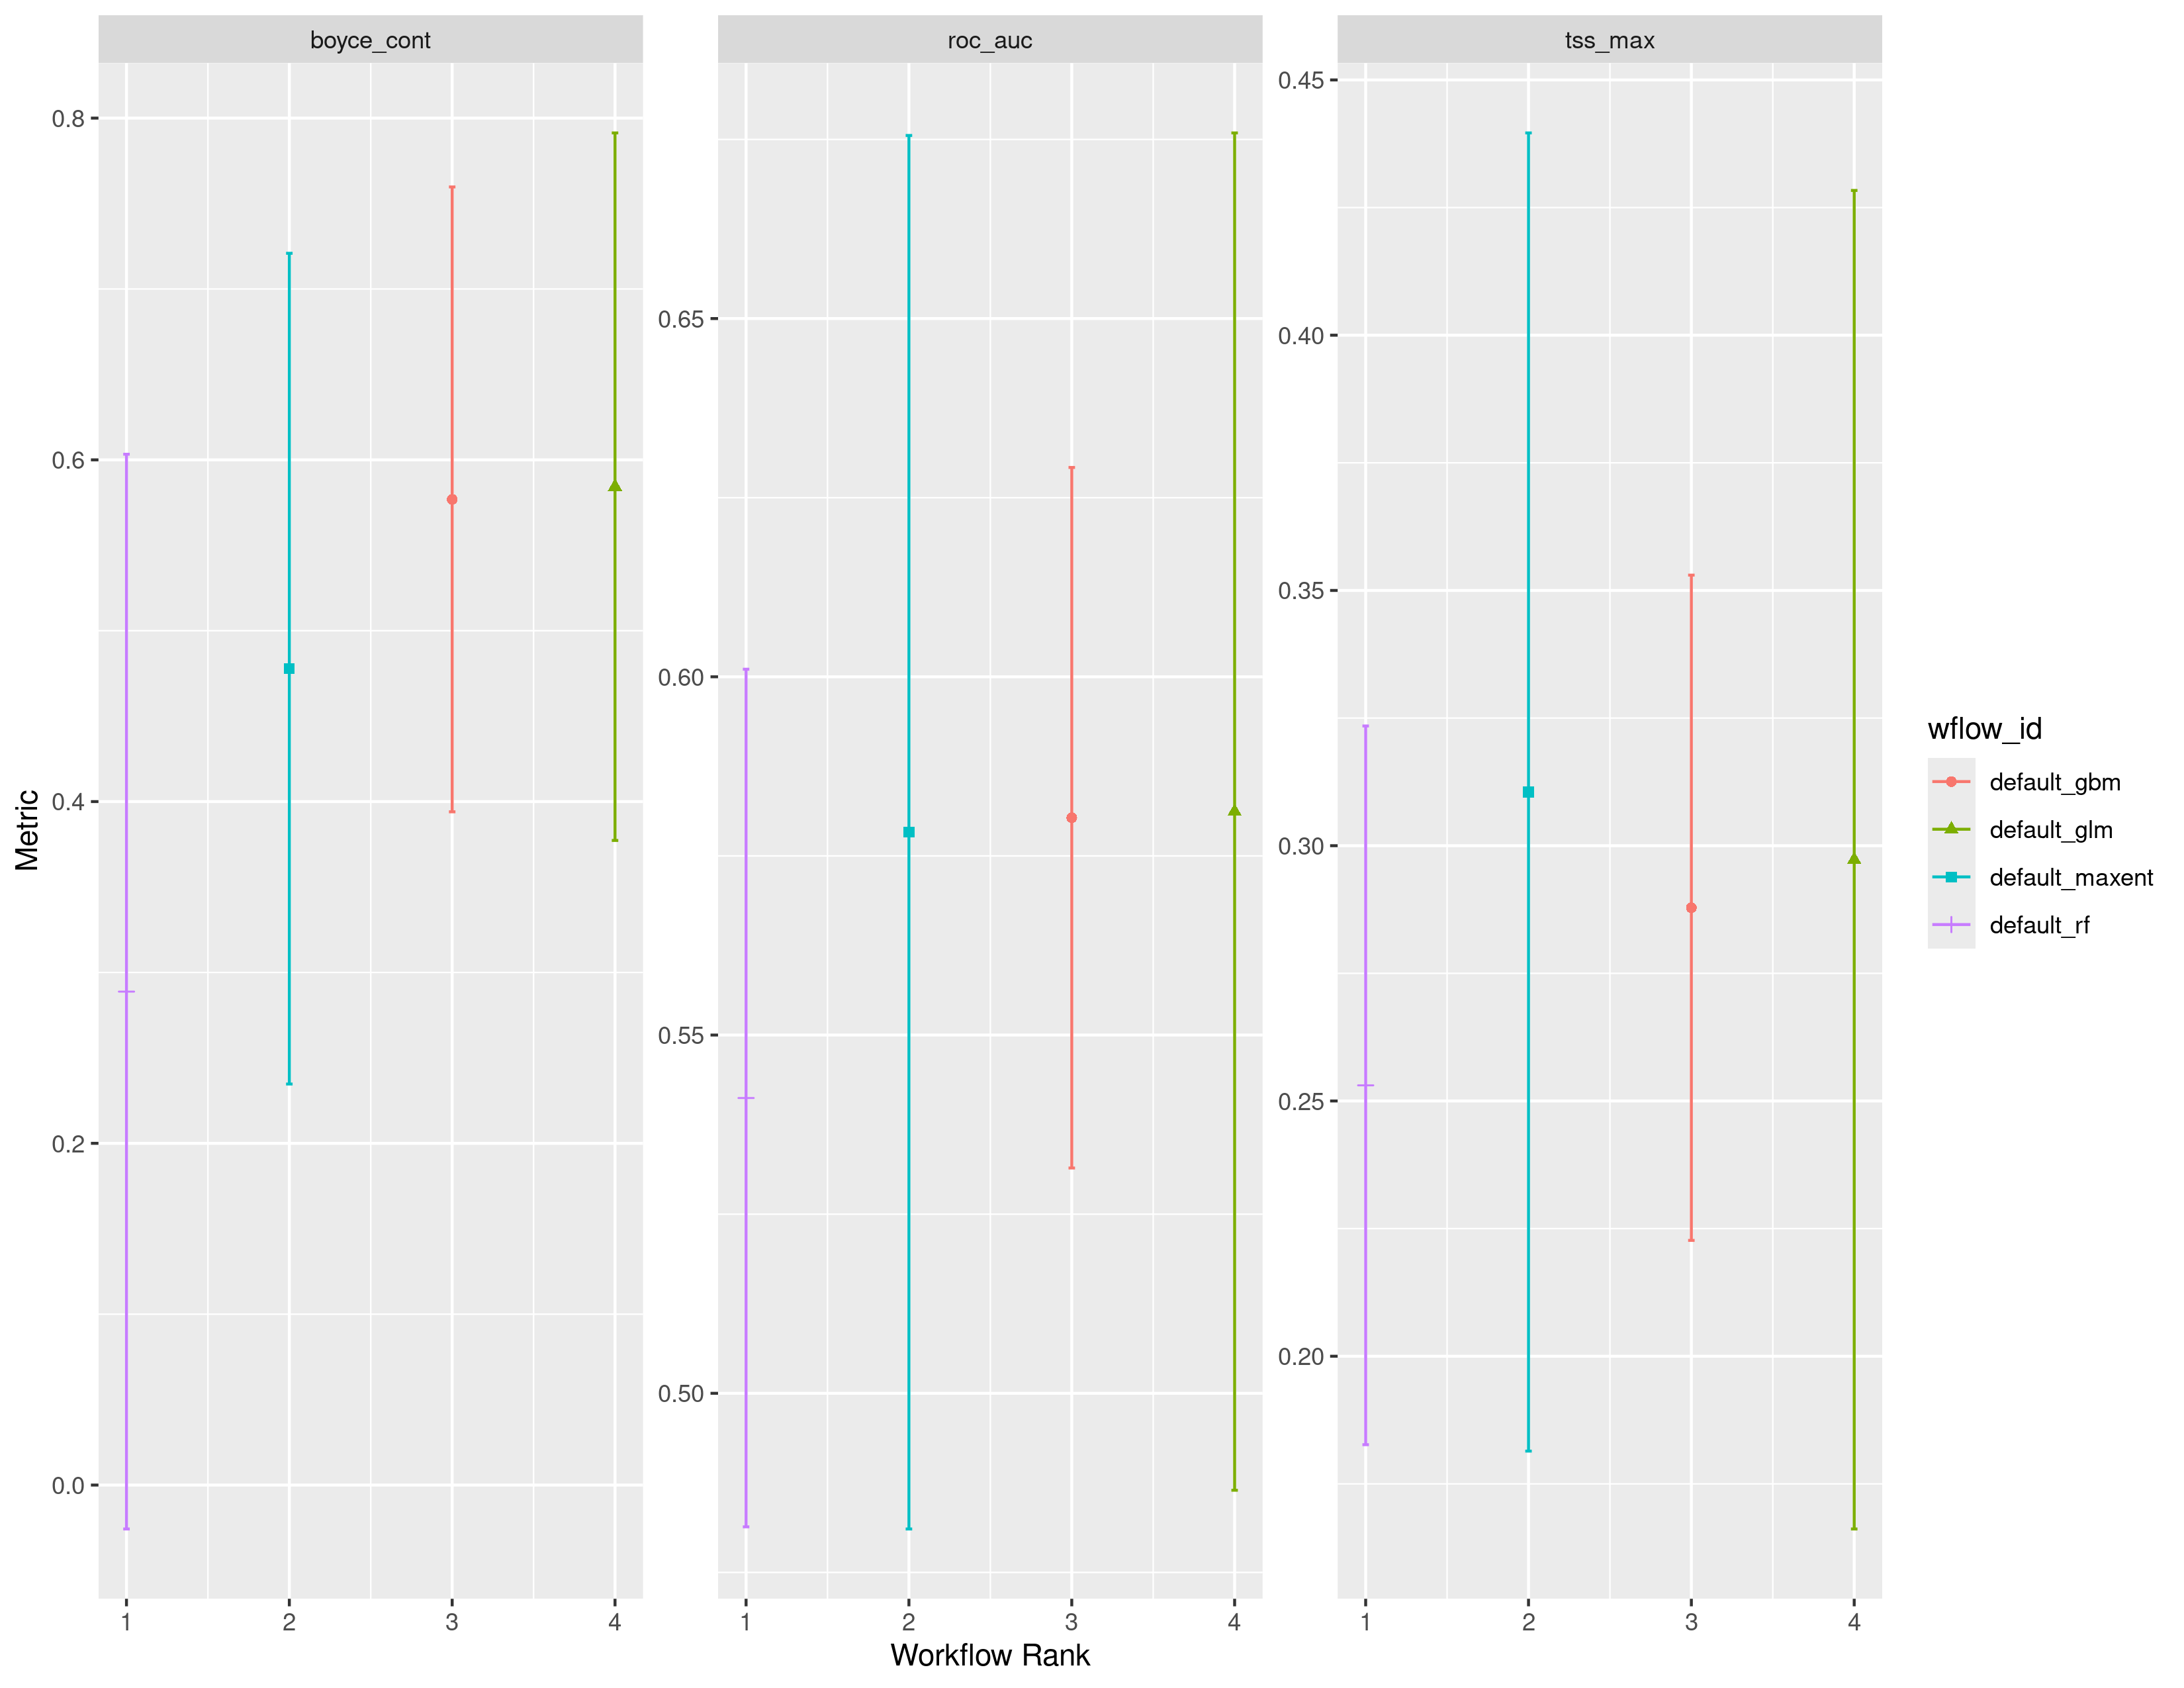 boyce_cont
roc_auc
tss_max
Metric
0.8
0.6
0.4
0.2
0.0
0.65
0.60
0.55
0.50
0.45
0.40
0.35
0.30
0.25
0.20
1 2 3 4
1 2 3 4
1 2 3 4
Workflow Rank
wflow_id
default_gbm
default_glm
default_maxent
default_rf